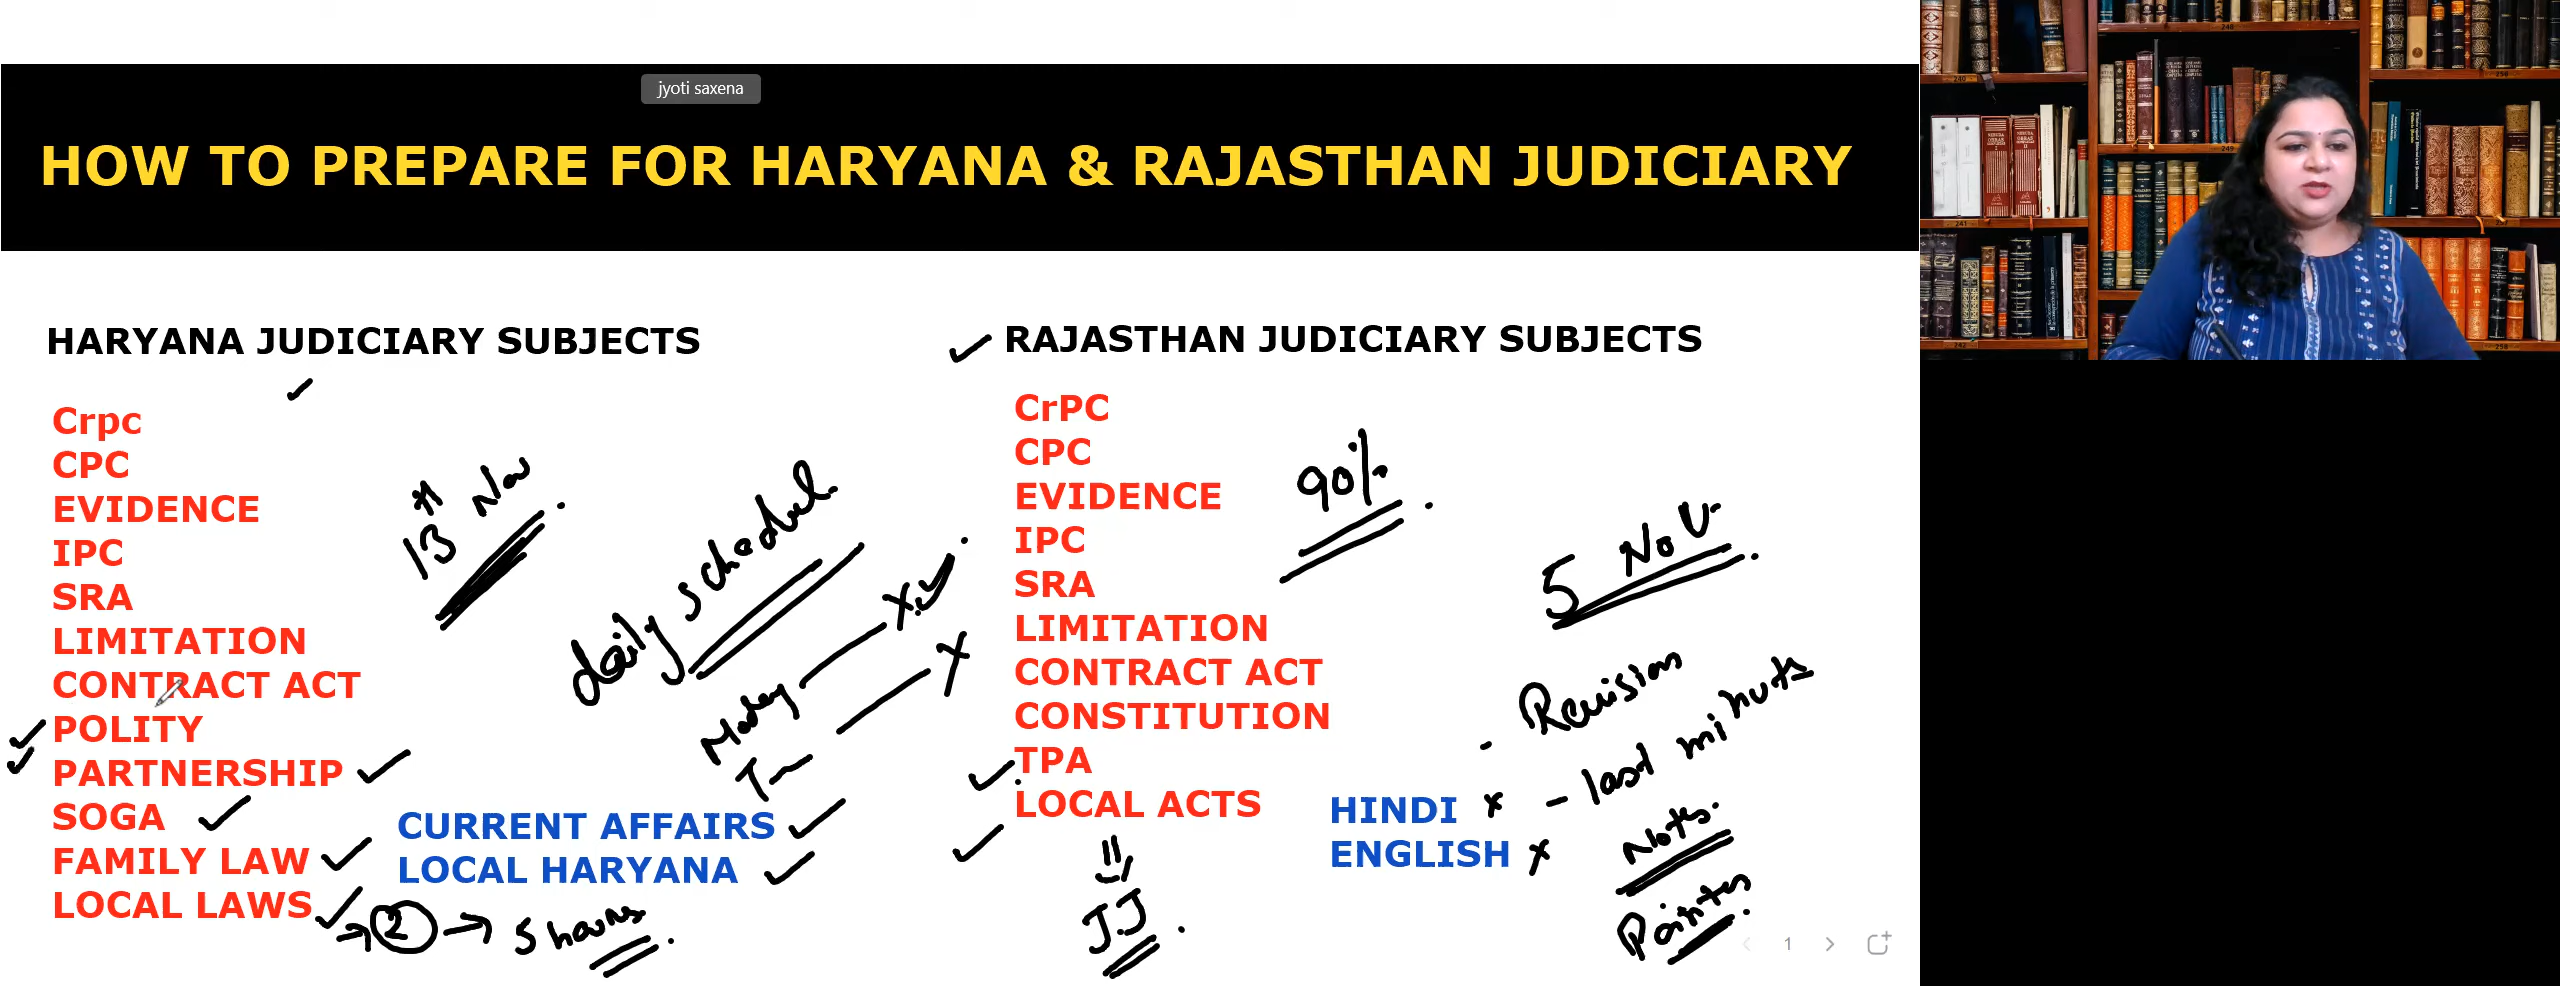 jyoti saxena
HOW TO PREPARE FOR HARYANA & RAJASTHAN JUDICIARY
HARYANA JUDICIARY SUBJECTS
Crpc
CPC
EVIDENCE
IPC
SRA
LIMITATION
CONTRACT ACT
POLITY
PARTNERSHIP
SOGA
FAMILY LAW
LOCAL LAWS
CURRENT AFFAIRS
LOCAL HARYANA
13 Nov
daily schedul
T
2 → 5 hours
RAJASTHAN JUDICIARY SUBJECTS
CrPC
CPC
EVIDENCE
IPC
SRA
LIMITATION
CONTRACT ACT
CONSTITUTION
TPA
LOCAL ACTS
HINDI x
ENGLISH x
90%
5 Nov
- Revision
- last minute
Notes.
JJ
1